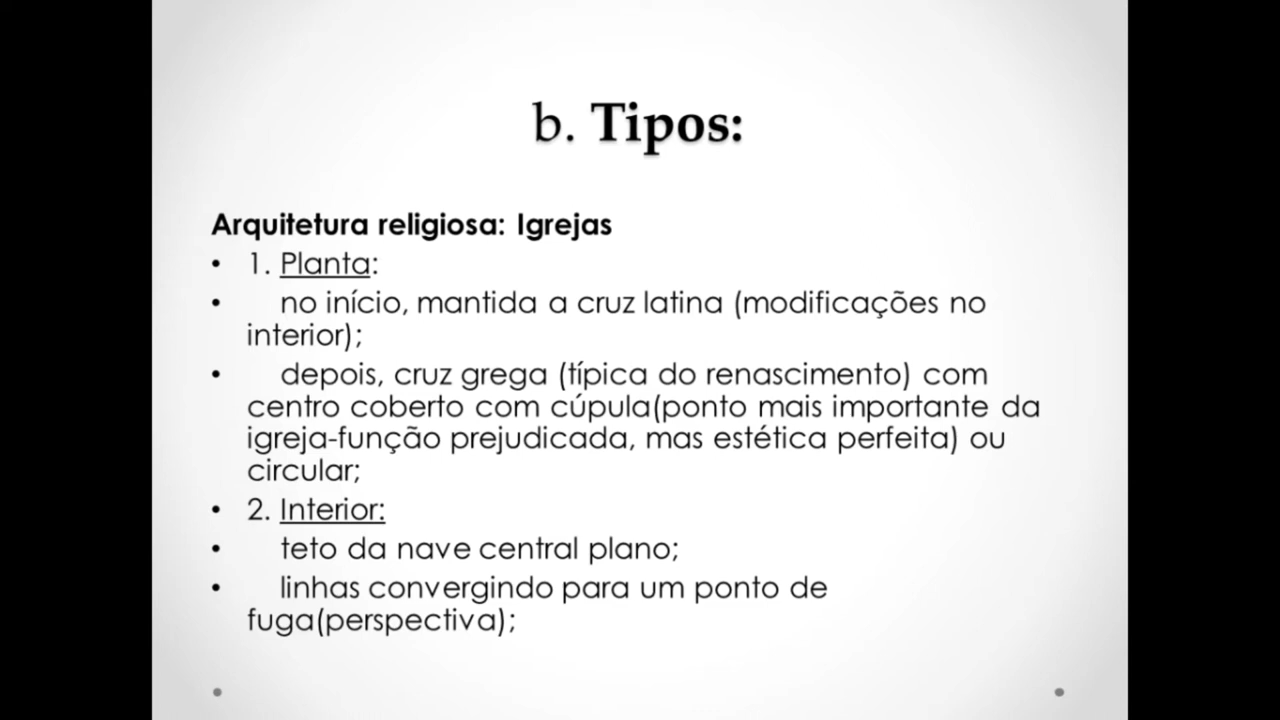 b. Tipos:
Arquitetura religiosa: Igrejas
• 1. Planta:
• no início, mantida a cruz latina (modificações no
interior);
• depois, cruz grega (típica do renascimento) com
centro coberto com cúpula(ponto mais importante da
igreja-função prejudicada, mas estética perfeita) ou
circular;
• 2. Interior:
• teto da nave central plano;
• linhas convergindo para um ponto de
fuga(perspectiva);